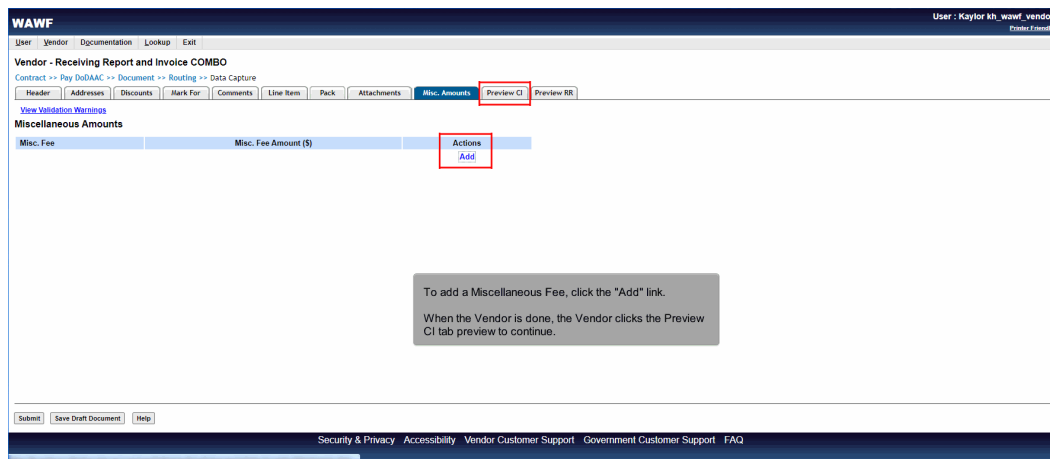 WAWF
User : Kaylor kh_wawf_vendo
Printer Friendl
User Vendor Documentation Lookup Exit
Vendor - Receiving Report and Invoice COMBO
Contract >> Pay DoDAAC >> Document >> Routing >> Data Capture
Header Addresses Discounts Mark For Comments Line Item Pack Attachments Misc. Amounts Preview CI Preview RR
View Validation Warnings
Miscellaneous Amounts
Misc. Fee Misc. Fee Amount ($) Actions
Add
To add a Miscellaneous Fee, click the "Add" link.
When the Vendor is done, the Vendor clicks the Preview
CI tab preview to continue.
Submit Save Draft Document Help
Security & Privacy Accessibility Vendor Customer Support Government Customer Support FAQ